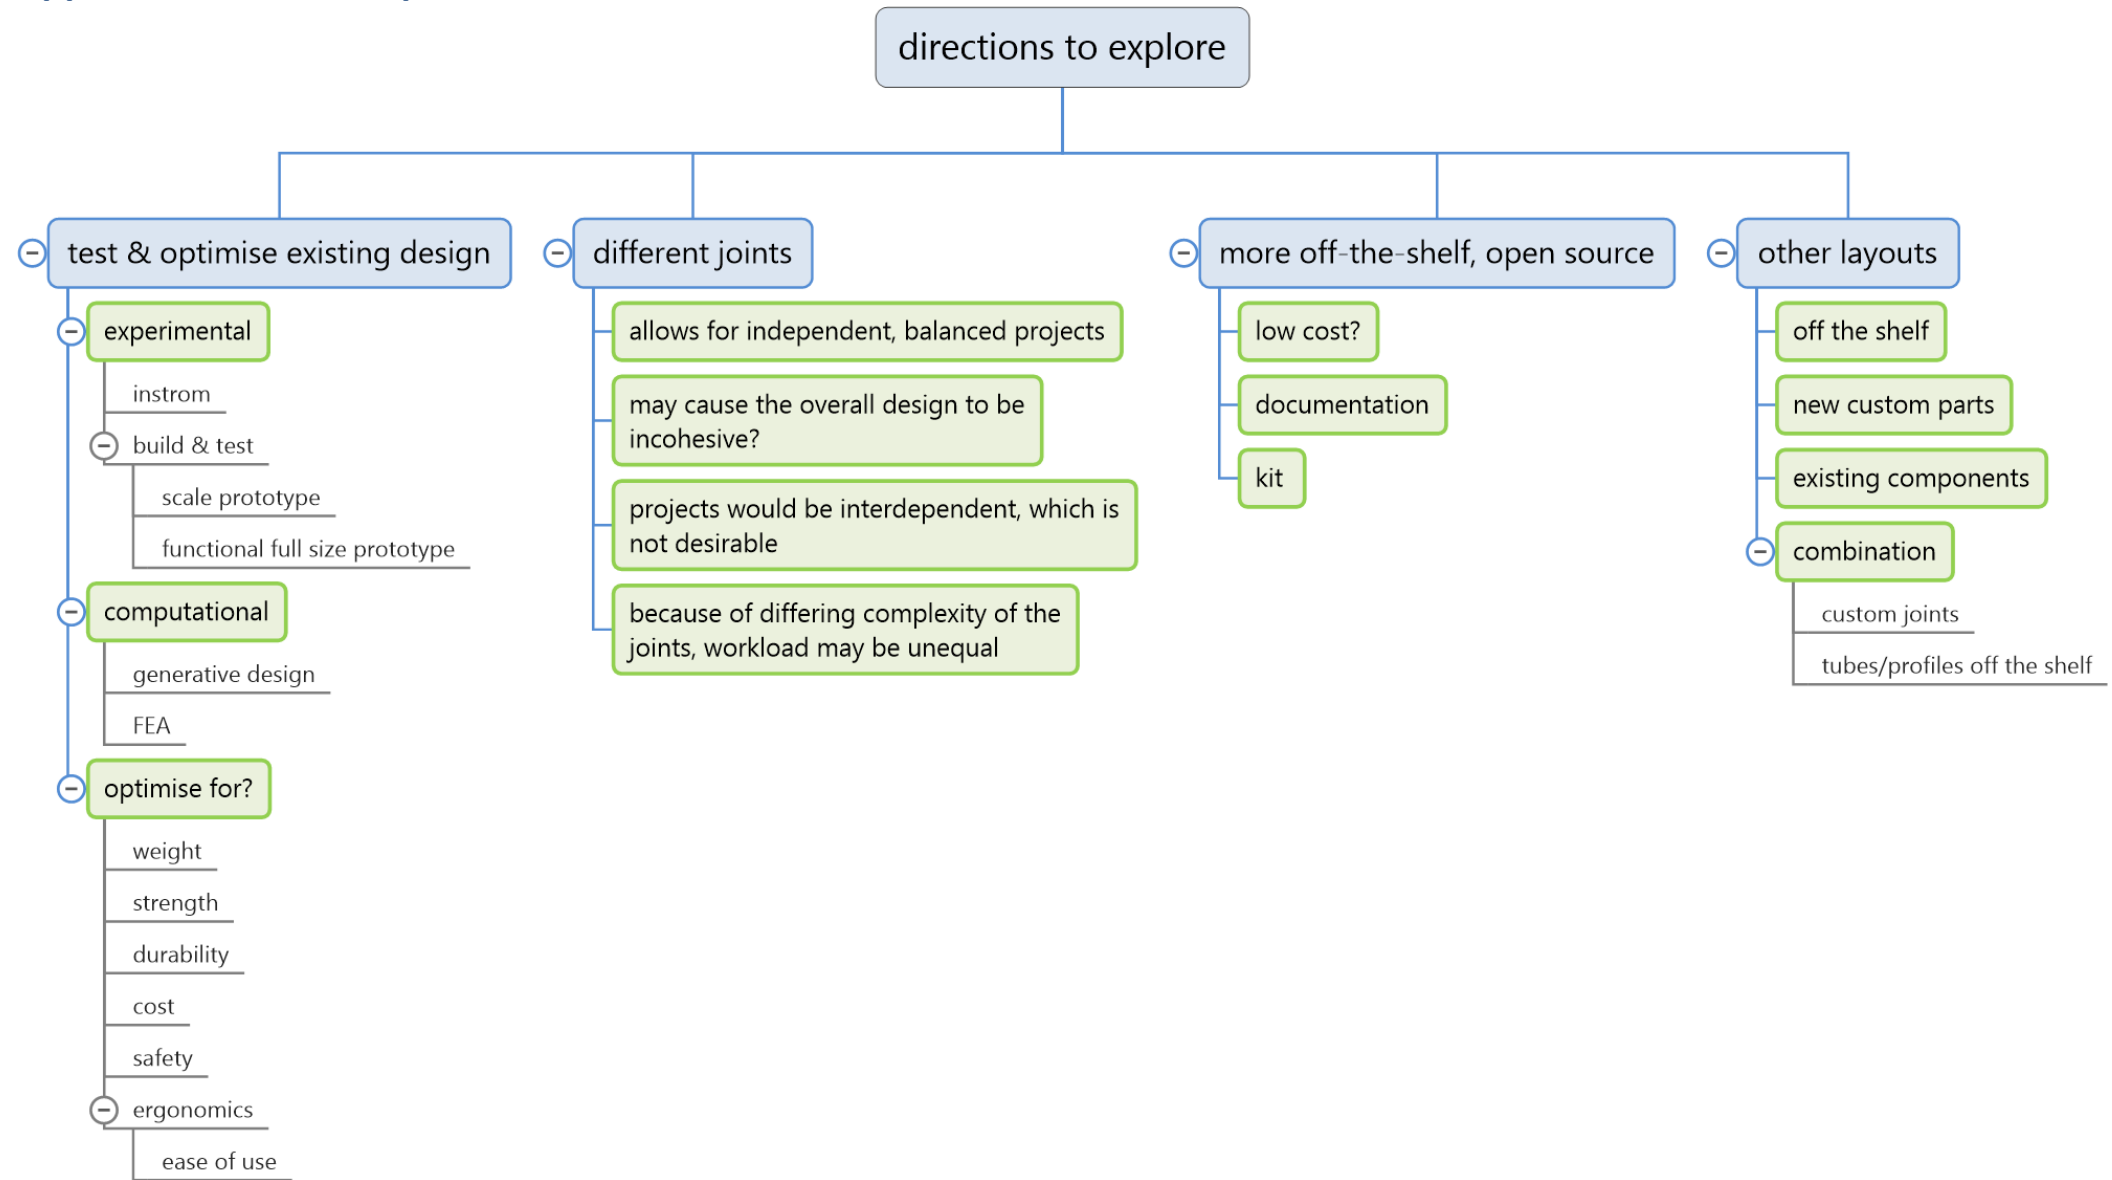 directions to explore
test & optimise existing design
experimental
instrom
build & test
scale prototype
functional full size prototype
computational
generative design
FEA
optimise for?
weight
strength
durability
cost
safety
ergonomics
ease of use
different joints
allows for independent, balanced projects
may cause the overall design to be
incohesive?
projects would be interdependent, which is
not desirable
because of differing complexity of the
joints, workload may be unequal
more off-the-shelf, open source
low cost?
documentation
kit
other layouts
off the shelf
new custom parts
existing components
combination
custom joints
tubes/profiles off the shelf